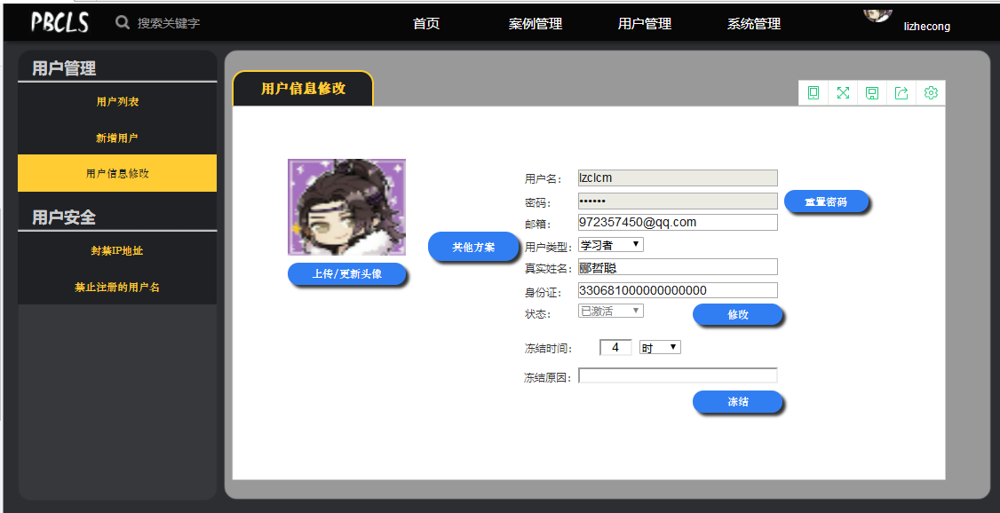 PBCLS 搜索关键字 首页 案例管理 用户管理 系统管理 lizhecong
用户管理
用户列表
新增用户
用户信息修改
用户安全
封禁IP地址
禁止注册的用户名
用户信息修改
上传/更新头像
其他方案
用户名: lzclcm
密码: •••••• 重置密码
邮箱: 972357450@qq.com
用户类型: 学习者
真实姓名: 郦哲聪
身份证: 330681000000000000
状态: 已激活 修改
冻结时间: 4 时
冻结原因:
冻结